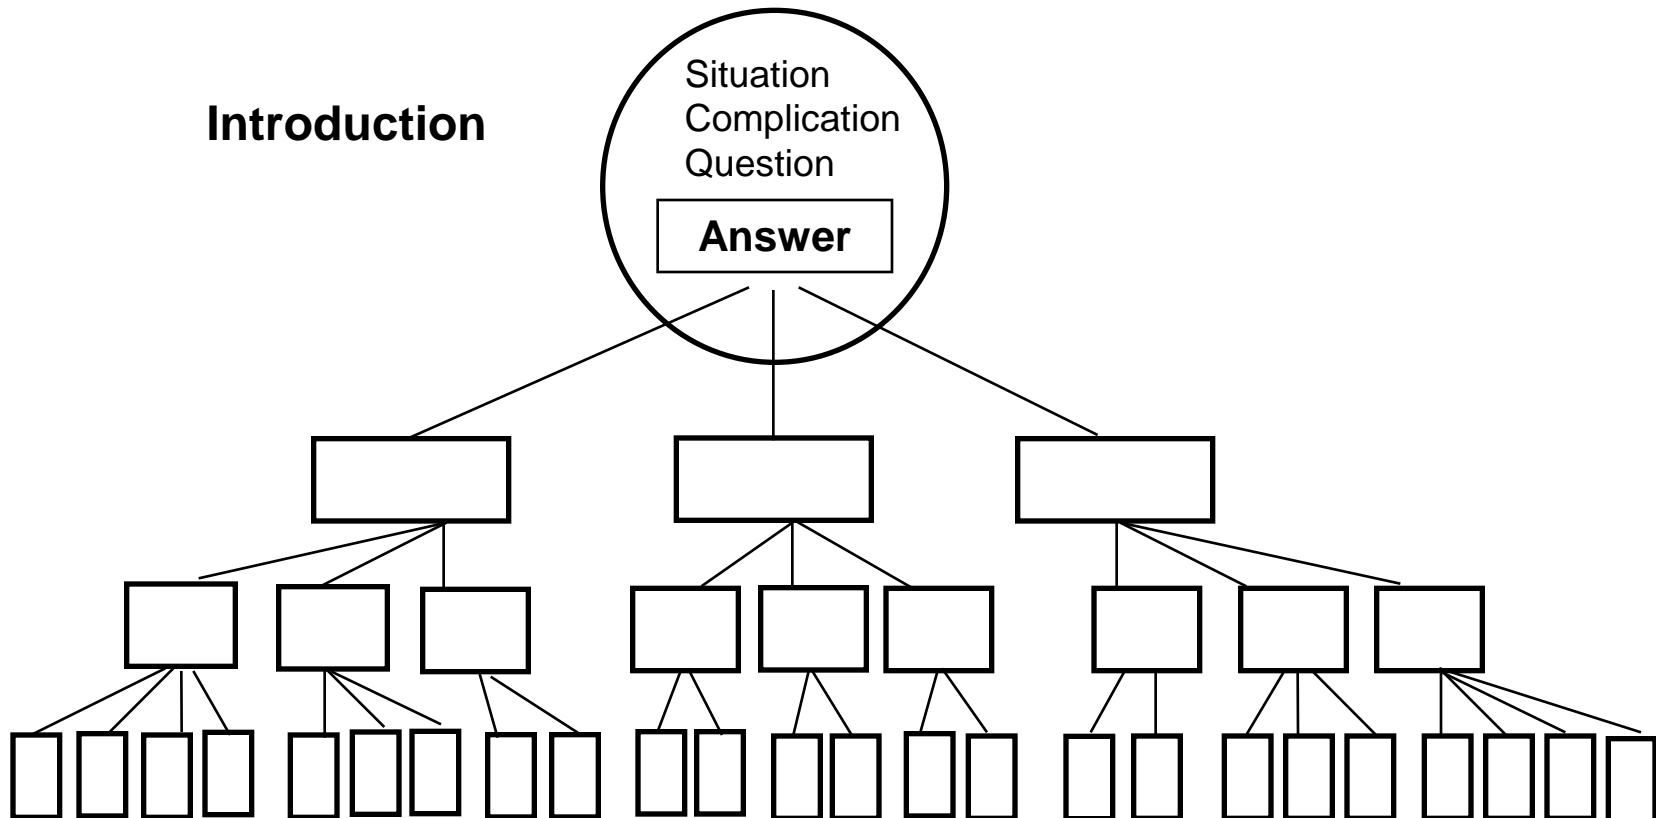 Introduction
Situation
Complication
Question
Answer